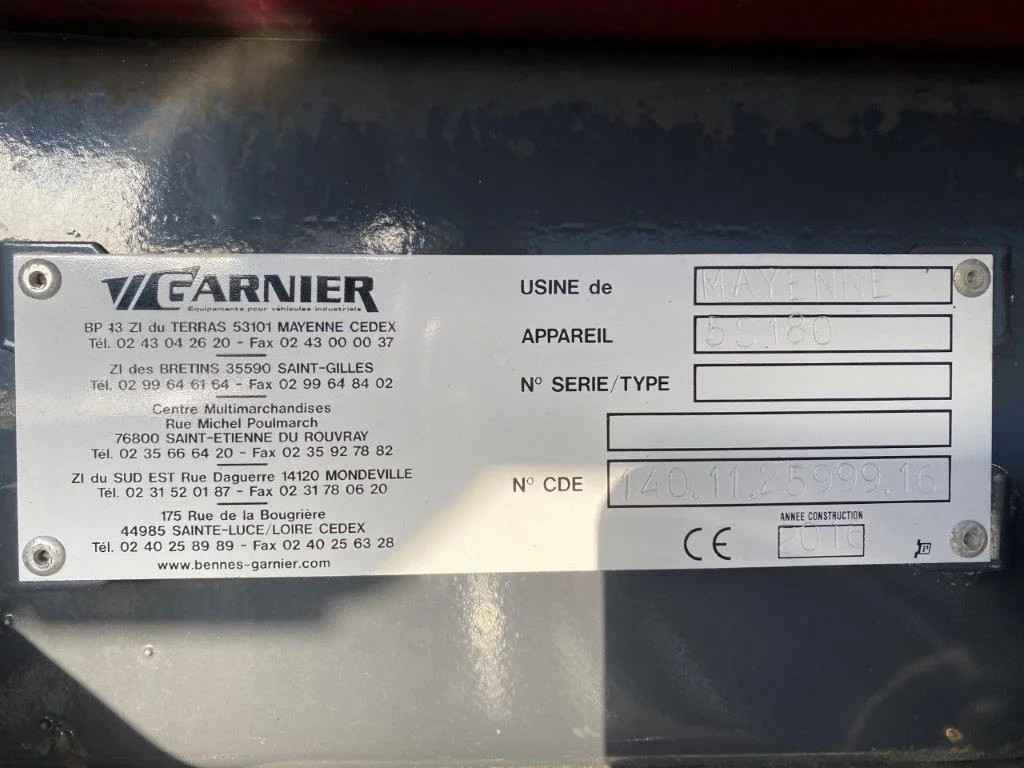 GARNIER
Equipements pour véhicules industriels
BP 43 ZI du TERRAS 53101 MAYENNE CEDEX
Tél. 02 43 04 26 20 - Fax 02 43 00 00 37
ZI des BRETINS 35590 SAINT-GILLES
Tél. 02 99 64 61 64 - Fax 02 99 64 84 02
Centre Multimarchandises
Rue Michel Poulmarch
76800 SAINT-ETIENNE DU ROUVRAY
Tél. 02 35 66 64 20 - Fax 02 35 92 78 82
ZI du SUD EST Rue Daguerre 14120 MONDEVILLE
Tél. 02 31 52 01 87 - Fax 02 31 78 06 20
175 Rue de la Bougrière
44985 SAINTE-LUCE/LOIRE CEDEX
Tél. 02 40 25 89 89 - Fax 02 40 25 63 28
www.bennes-garnier.com
USINE de MAYENNE
APPAREIL 5S.180
N° SERIE/TYPE
N° CDE 140.11.25999.16
CE
ANNEE CONSTRUCTION
2016